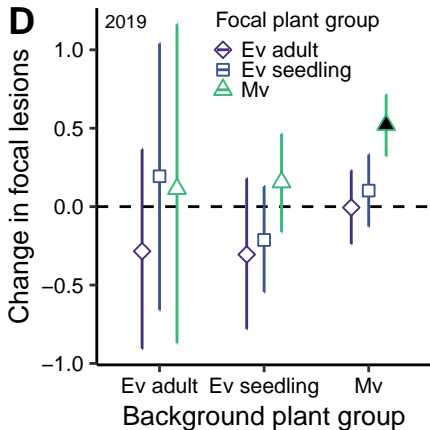 D
2019
Focal plant group
Ev adult
Ev seedling
Mv
Change in focal lesions
1.0
0.5
0.0
−0.5
−1.0
Ev adult Ev seedling Mv
Background plant group